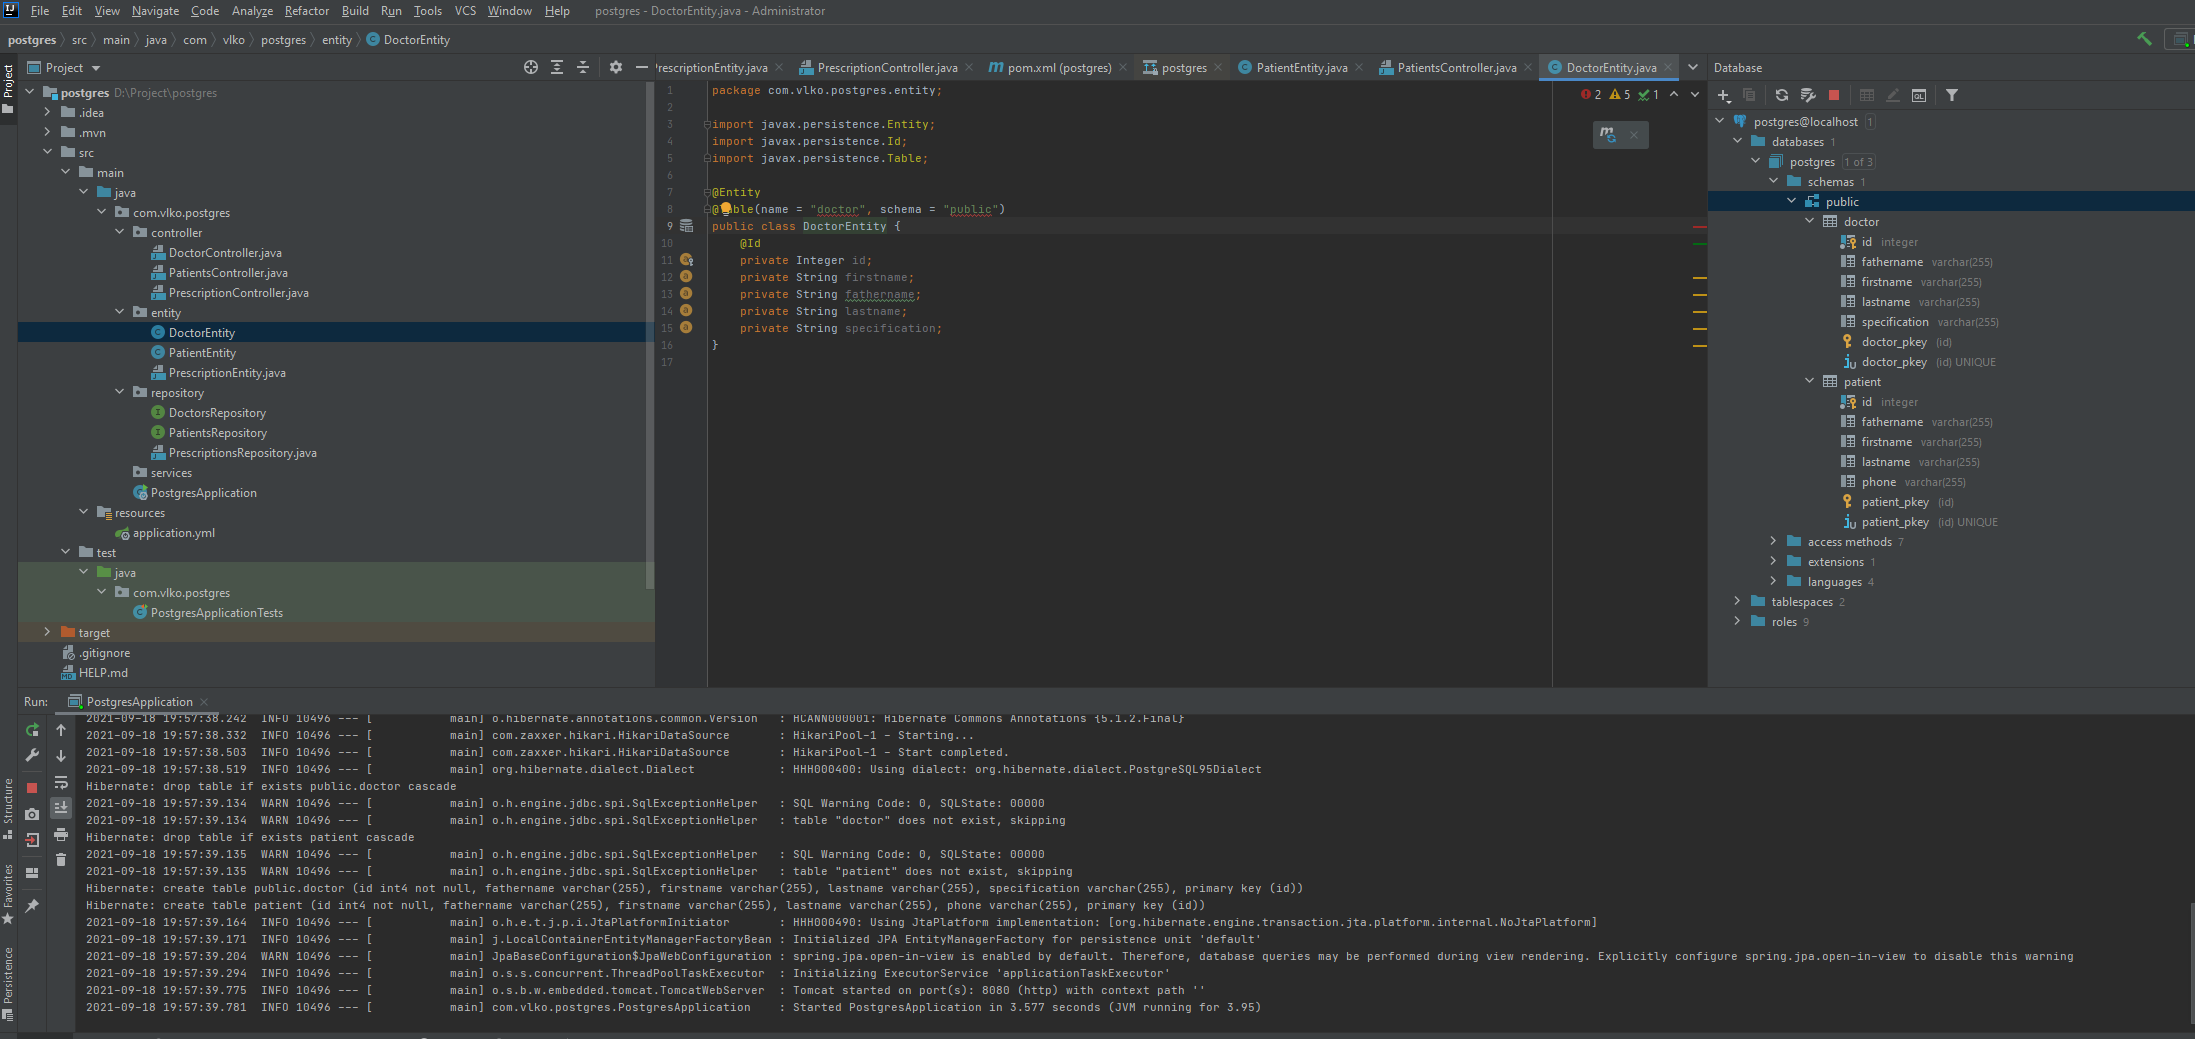 File Edit View Navigate Code Analyze Refactor Build Run Tools VCS Window Help postgres - DoctorEntity.java - Administrator
postgres src main java com vlko postgres entity DoctorEntity
Project
Project
postgres D:\Project\postgres
.idea
.mvn
src
main
java
com.vlko.postgres
controller
DoctorController.java
PatientsController.java
PrescriptionController.java
entity
DoctorEntity
PatientEntity
PrescriptionEntity.java
repository
DoctorsRepository
PatientsRepository
PrescriptionsRepository.java
services
PostgresApplication
resources
application.yml
test
java
com.vlko.postgres
PostgresApplicationTests
target
.gitignore
HELP.md
rescriptionEntity.java PrescriptionController.java pom.xml (postgres) postgres PatientEntity.java PatientsController.java DoctorEntity.java
2 5 1
1 package com.vlko.postgres.entity;
2
3 import javax.persistence.Entity;
4 import javax.persistence.Id;
5 import javax.persistence.Table;
6
7 @Entity
8 @Table(name = "doctor", schema = "public")
9 public class DoctorEntity {
10 @Id
11 private Integer id;
12 private String firstname;
13 private String fathername;
14 private String lastname;
15 private String specification;
16 }
17
Database
postgres@localhost 1
databases 1
postgres 1 of 3
schemas 1
public
doctor
id integer
fathername varchar(255)
firstname varchar(255)
lastname varchar(255)
specification varchar(255)
doctor_pkey (id)
doctor_pkey (id) UNIQUE
patient
id integer
fathername varchar(255)
firstname varchar(255)
lastname varchar(255)
phone varchar(255)
patient_pkey (id)
patient_pkey (id) UNIQUE
access methods 7
extensions 1
languages 4
tablespaces 2
roles 9
Run: PostgresApplication
2021-09-18 19:57:38.242 INFO 10496 --- [ main] o.hibernate.annotations.common.Version : HCANN000001: Hibernate Commons Annotations {5.1.2.Final}
2021-09-18 19:57:38.332 INFO 10496 --- [ main] com.zaxxer.hikari.HikariDataSource : HikariPool-1 - Starting...
2021-09-18 19:57:38.503 INFO 10496 --- [ main] com.zaxxer.hikari.HikariDataSource : HikariPool-1 - Start completed.
2021-09-18 19:57:38.519 INFO 10496 --- [ main] org.hibernate.dialect.Dialect : HHH000400: Using dialect: org.hibernate.dialect.PostgreSQL95Dialect
Hibernate: drop table if exists public.doctor cascade
2021-09-18 19:57:39.134 WARN 10496 --- [ main] o.h.engine.jdbc.spi.SqlExceptionHelper : SQL Warning Code: 0, SQLState: 00000
2021-09-18 19:57:39.134 WARN 10496 --- [ main] o.h.engine.jdbc.spi.SqlExceptionHelper : table "doctor" does not exist, skipping
Hibernate: drop table if exists patient cascade
2021-09-18 19:57:39.135 WARN 10496 --- [ main] o.h.engine.jdbc.spi.SqlExceptionHelper : SQL Warning Code: 0, SQLState: 00000
2021-09-18 19:57:39.135 WARN 10496 --- [ main] o.h.engine.jdbc.spi.SqlExceptionHelper : table "patient" does not exist, skipping
Hibernate: create table public.doctor (id int4 not null, fathername varchar(255), firstname varchar(255), lastname varchar(255), specification varchar(255), primary key (id))
Hibernate: create table patient (id int4 not null, fathername varchar(255), firstname varchar(255), lastname varchar(255), phone varchar(255), primary key (id))
2021-09-18 19:57:39.164 INFO 10496 --- [ main] o.h.e.t.j.p.i.JtaPlatformInitiator : HHH000490: Using JtaPlatform implementation: [org.hibernate.engine.transaction.jta.platform.internal.NoJtaPlatform]
2021-09-18 19:57:39.171 INFO 10496 --- [ main] j.LocalContainerEntityManagerFactoryBean : Initialized JPA EntityManagerFactory for persistence unit 'default'
2021-09-18 19:57:39.204 WARN 10496 --- [ main] JpaBaseConfiguration$JpaWebConfiguration : spring.jpa.open-in-view is enabled by default. Therefore, database queries may be performed during view rendering. Explicitly configure spring.jpa.open-in-view to disable this warning
2021-09-18 19:57:39.294 INFO 10496 --- [ main] o.s.s.concurrent.ThreadPoolTaskExecutor : Initializing ExecutorService 'applicationTaskExecutor'
2021-09-18 19:57:39.775 INFO 10496 --- [ main] o.s.b.w.embedded.tomcat.TomcatWebServer : Tomcat started on port(s): 8080 (http) with context path ''
2021-09-18 19:57:39.781 INFO 10496 --- [ main] com.vlko.postgres.PostgresApplication : Started PostgresApplication in 3.577 seconds (JVM running for 3.95)
Structure
Favorites
Persistence